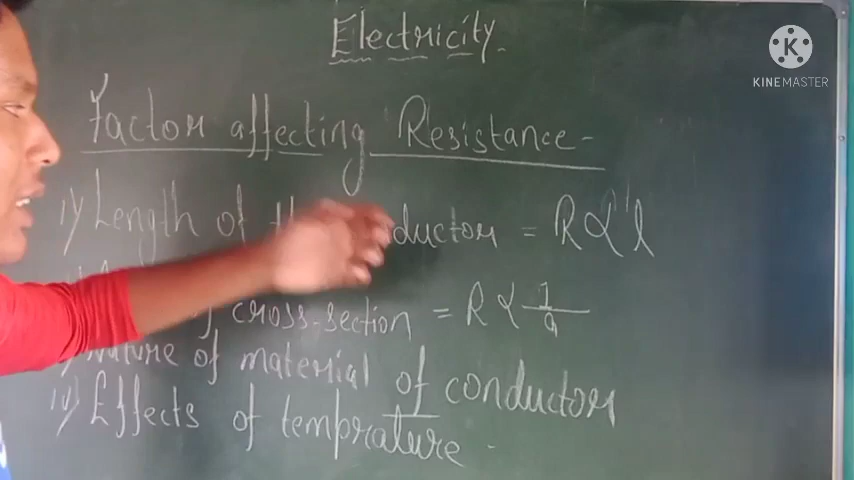 Electricity.
KINEMASTER
Factor affecting Resistance-
i) Length of the conductor = R α l
of cross-section = R α 1/a
Nature of material of conductor
iv) Effects of temprature -